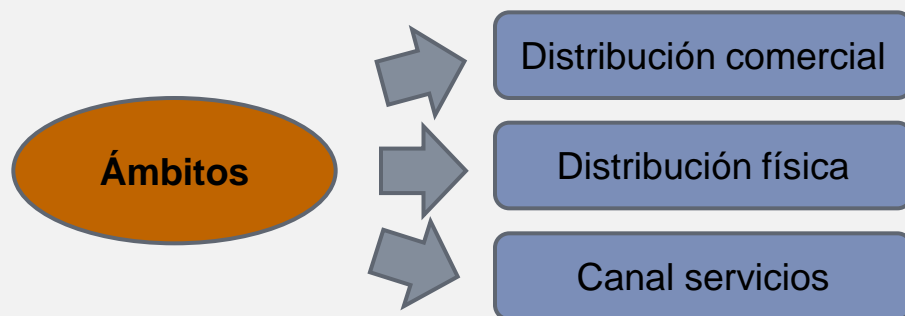 Distribución comercial
Ámbitos
Distribución física
Canal servicios